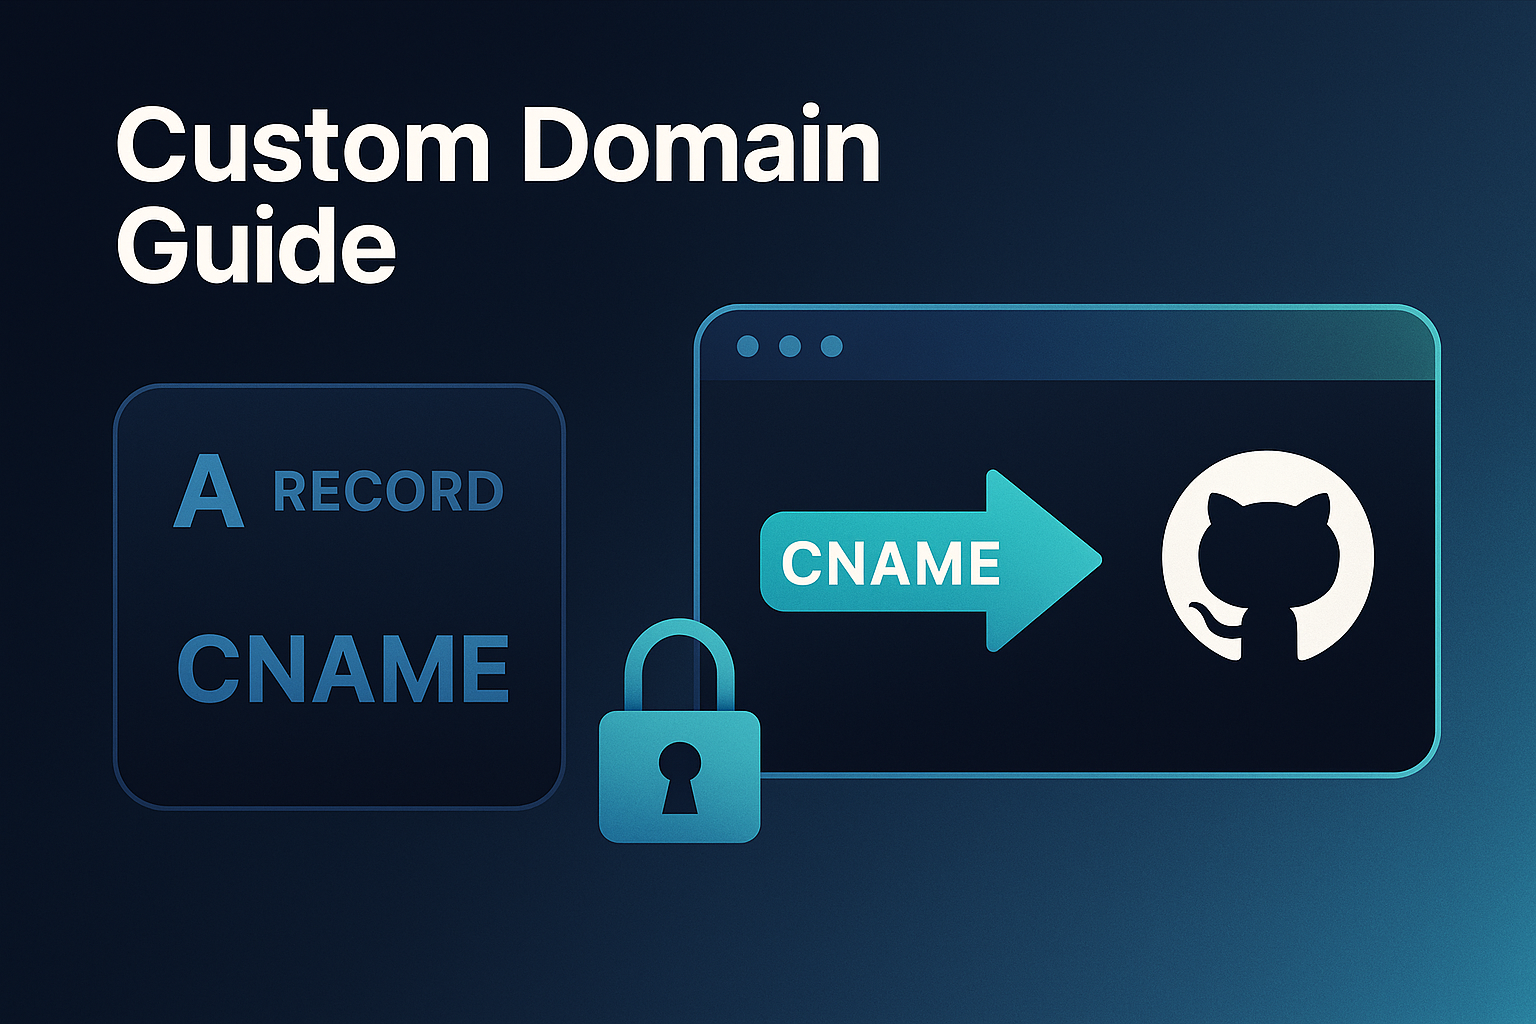 Custom Domain
Guide
A RECORD
CNAME
CNAME